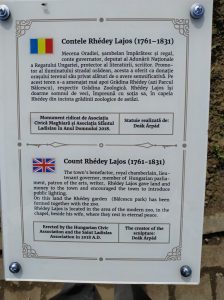 Contele Rhédey Lajos (1761-1831)
Mecena Oradiei, șambelan împărătesc și regal,
conte guvernator, deputat al Adunării Naționale
a Regatului Ungariei, protector al literaturii, scriitor. Promo-
tor al iluminatului stradal orădean, acesta a oferit ca donație
orașului terenul său privat alături de o avere semnificativă. Pe
acest teren s-a amenajat mai apoi Grădina Rhédey (azi Parcul
Bălcescu), respectiv Grădina Zoologică. Rhédey Lajos își
doarme somnul de veci, împreună cu soția sa, în capela
Rhédey din incinta grădinii zoologice de astăzi.
Monument ridicat de Asociația
Civică Maghiară și Asociația Sfântul
Ladislau în Anul Domnului 2018.
Statuie realizată de:
Deák Árpád
Count Rhédey Lajos (1761-1831)
The town's benefactor, royal chamberlain, lieu-
tenant governer, member of Hungarian parlia-
ment, patron of the arts, writer. Rhédey Lajos gave land and
money to the town and encouraged the town to introduce
public lighting.
On this land the Rhédey garden (Bălcescu park) has been
formed together with the zoo.
Rhédey Lajos is located in the area of the modern zoo, in the
chapel, beside his wife, where they rest in eternal peace.
Erected by the Hungarian Civic
Association and the Saint Ladislau
Association in 2018 A.D.
The creator of the
sculpture:
Deák Árpád